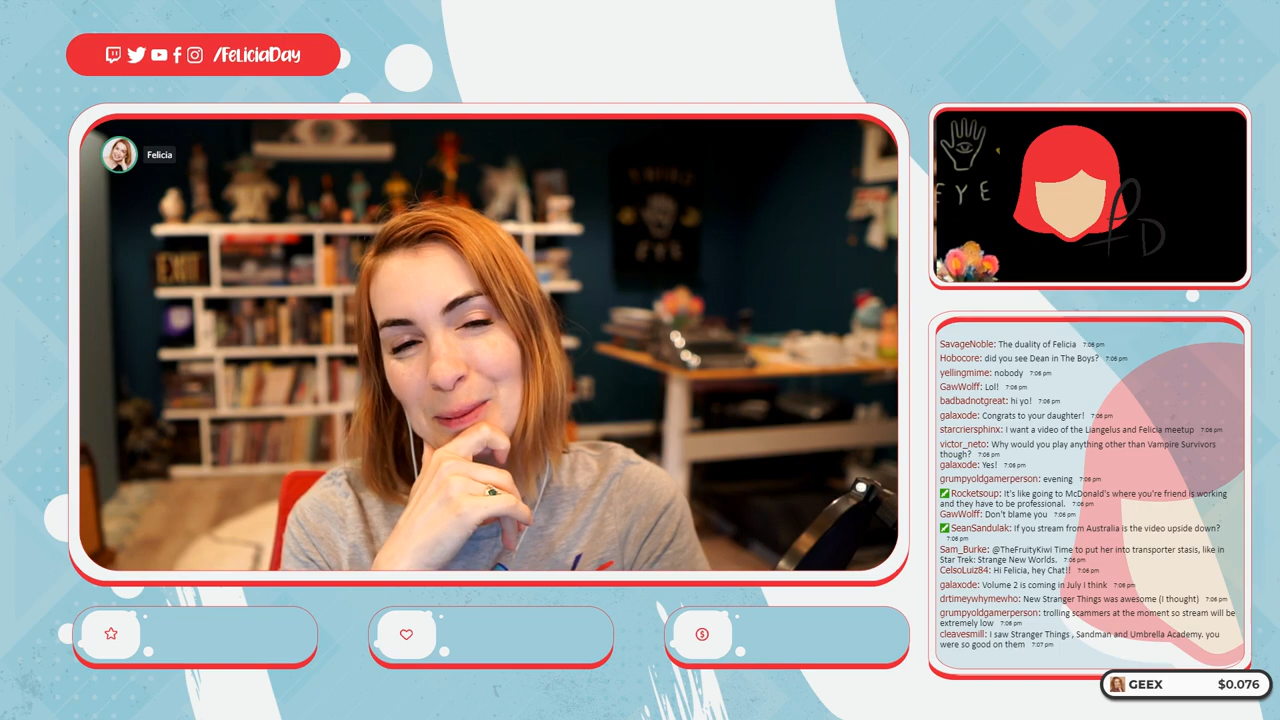 /FeLiciaDay
Felicia
EXIT
THIRD
EYE
EYE
D
SavageNoble: The duality of Felicia 7:06 pm
Hobocore: did you see Dean in The Boys? 7:06 pm
yellingmime: nobody 7:06 pm
GawWolff: Lol! 7:06 pm
badbadnotgreat: hi yo! 7:06 pm
galaxode: Congrats to your daughter! 7:06 pm
starcriersphinx: I want a video of the Liangelus and Felicia meetup 7:06 pm
victor_neto: Why would you play anything other than Vampire Survivors
though? 7:06 pm
galaxode: Yes! 7:06 pm
grumpyoldgamerperson: evening 7:06 pm
Rocketsoup: It's like going to McDonald's where you're friend is working
and they have to be professional. 7:06 pm
GawWolff: Don't blame you 7:06 pm
SeanSandulak: If you stream from Australia is the video upside down?
7:06 pm
Sam_Burke: @TheFruityKiwi Time to put her into transporter stasis, like in
Star Trek: Strange New Worlds. 7:06 pm
CelsoLuiz84: Hi Felicia, hey Chat!! 7:06 pm
galaxode: Volume 2 is coming in July I think 7:06 pm
drtimeywhymewho: New Stranger Things was awesome (I thought) 7:06 pm
grumpyoldgamerperson: trolling scammers at the moment so stream will be
extremely low 7:06 pm
cleavesmill: I saw Stranger Things , Sandman and Umbrella Academy. you
were so good on them 7:07 pm
GEEX $0.076